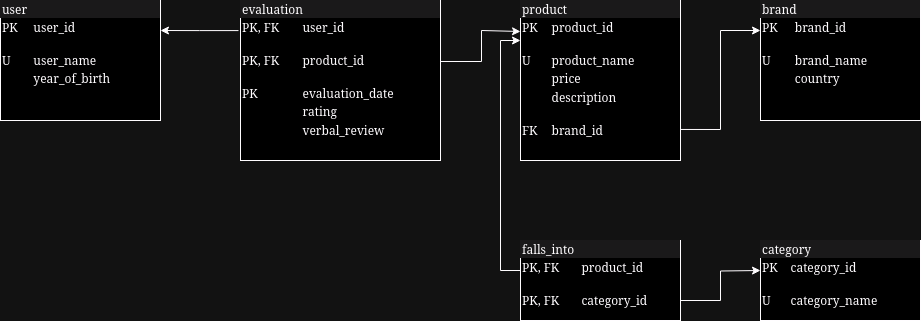 user
PK user_id
U user_name
year_of_birth
evaluation
PK, FK user_id
PK, FK product_id
PK evaluation_date
rating
verbal_review
product
PK product_id
U product_name
price
description
FK brand_id
brand
PK brand_id
U brand_name
country
falls_into
PK, FK product_id
PK, FK category_id
category
PK category_id
U category_name